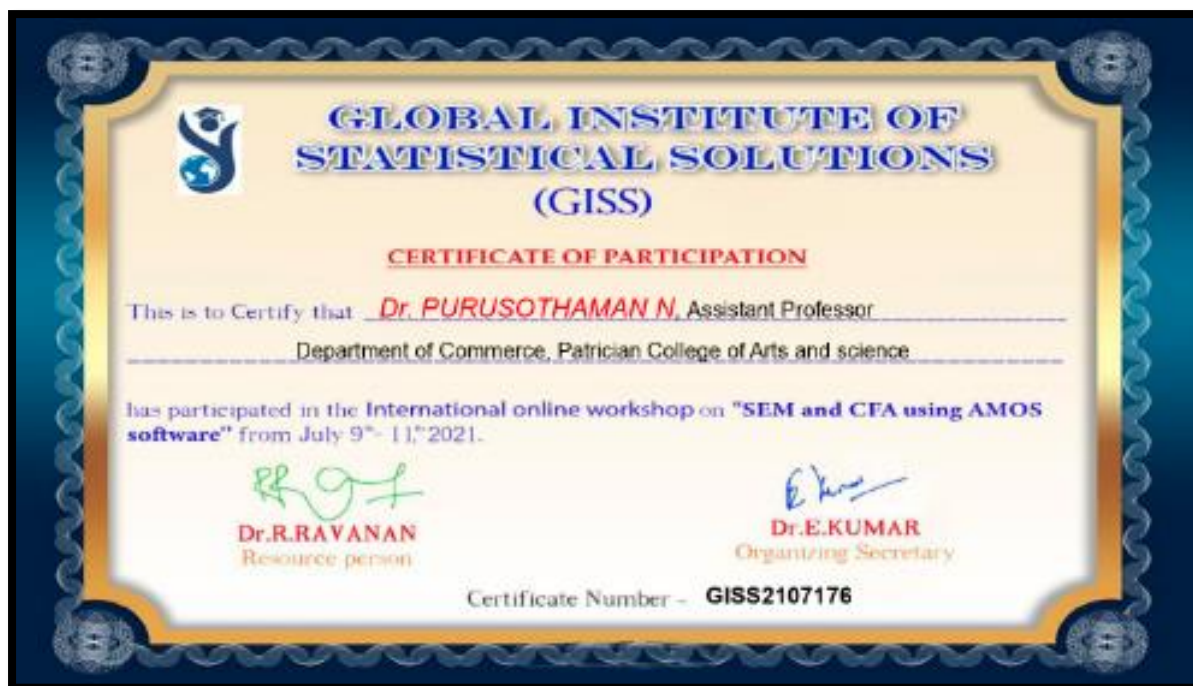 GLOBAL INSTITUTE OF
STATISTICAL SOLUTIONS
(GISS)
CERTIFICATE OF PARTICIPATION
This is to Certify that Dr. PURUSOTHAMAN N, Assistant Professor
Department of Commerce, Patrician College of Arts and science
has participated in the International online workshop on "SEM and CFA using AMOS
software" from July 9th- 11,th 2021.
Dr.R.RAVANAN
Resource person
Dr.E.KUMAR
Organizing Secretary
Certificate Number - GISS2107176